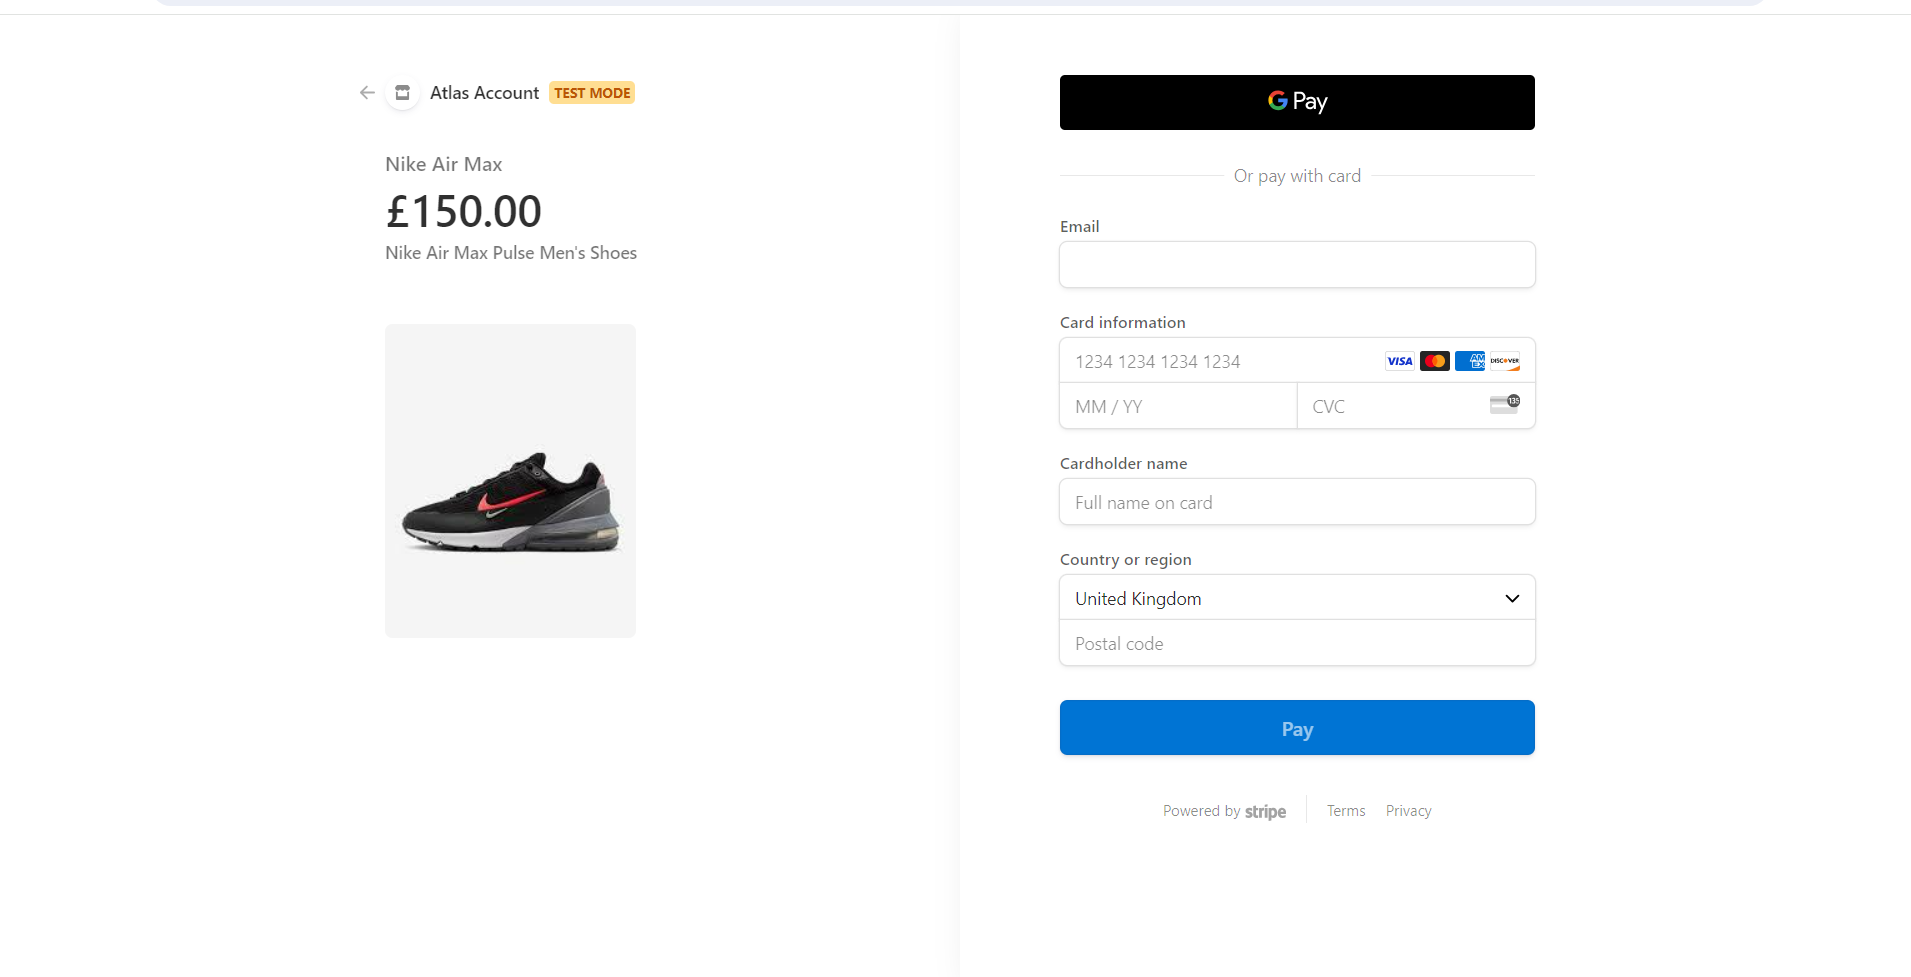 Atlas Account TEST MODE
Nike Air Max
£150.00
Nike Air Max Pulse Men's Shoes
G Pay
Or pay with card
Email
Card information
1234 1234 1234 1234 VISA AMEX DISCOVER
MM / YY
CVC 135
Cardholder name
Full name on card
Country or region
United Kingdom
Postal code
Pay
Powered by stripe
Terms Privacy